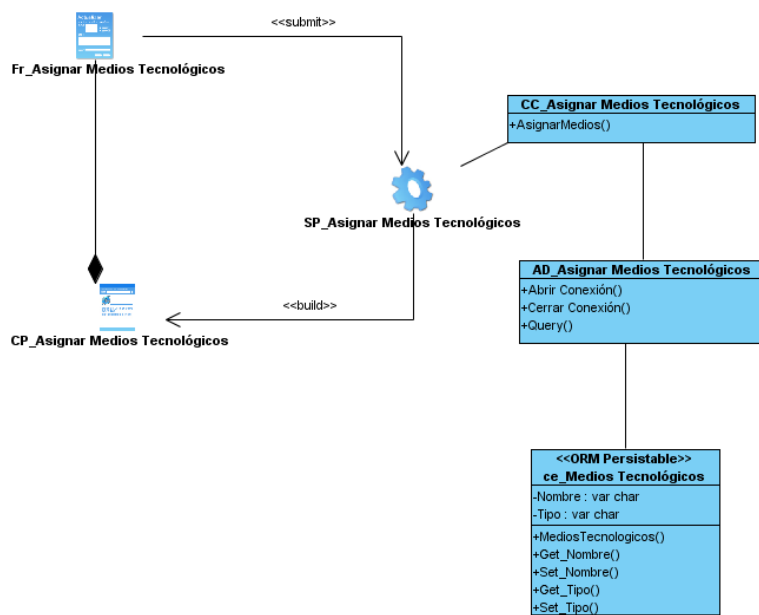 <<submit>>
Fr_Asignar Medios Tecnológicos
CC_Asignar Medios Tecnológicos
+AsignarMedios()
SP_Asignar Medios Tecnológicos
AD_Asignar Medios Tecnológicos
+Abrir Conexión()
+Cerrar Conexión()
+Query()
<<build>>
CP_Asignar Medios Tecnológicos
<<ORM Persistable>>
ce_Medios Tecnológicos
-Nombre : var char
-Tipo : var char
+MediosTecnologicos()
+Get_Nombre()
+Set_Nombre()
+Get_Tipo()
+Set_Tipo()